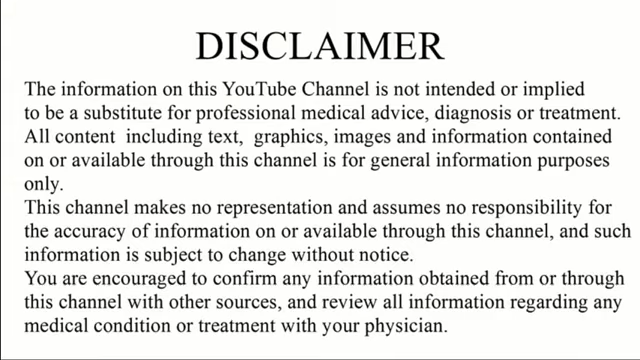 DISCLAIMER
The information on this YouTube Channel is not intended or implied
to be a substitute for professional medical advice, diagnosis or treatment.
All content  including text,  graphics, images and information contained
on or available through this channel is for general information purposes
only.
This channel makes no representation and assumes no responsibility for
the accuracy of information on or available through this channel, and such
information is subject to change without notice.
You are encouraged to confirm any information obtained from or through
this channel with other sources, and review all information regarding any
medical condition or treatment with your physician.